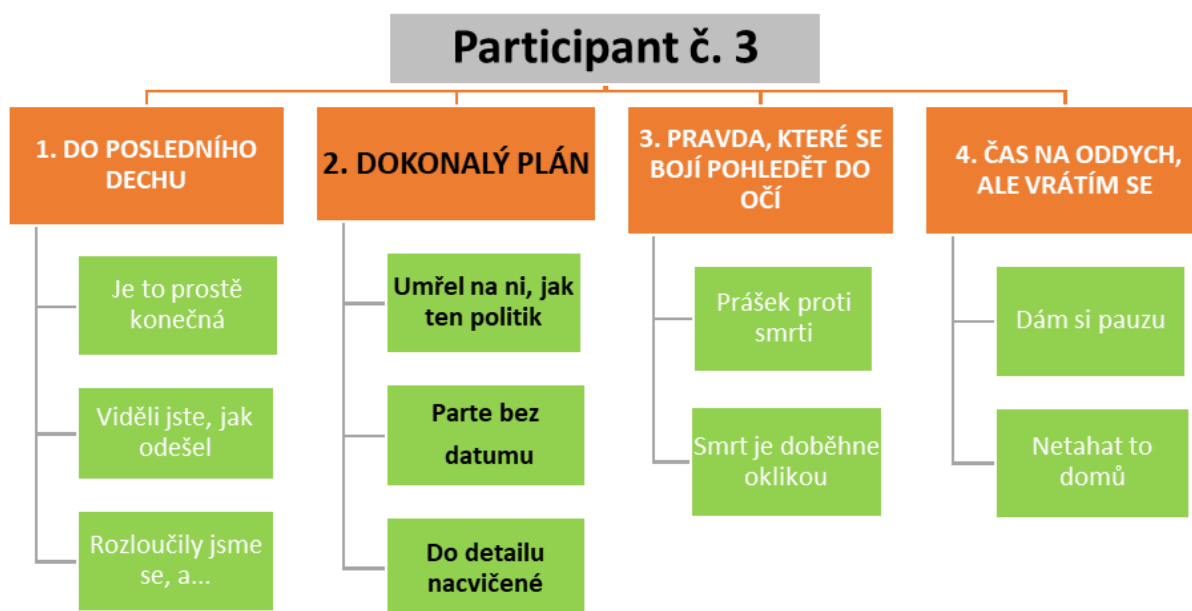 Participant č. 3
1. DO POSLEDNÍHO
DECHU
Je to prostě
konečná
Viděli jste, jak
odešel
Rozloučily jsme
se, a...
2. DOKONALÝ PLÁN
Umřel na ni, jak
ten politik
Parte bez
datumu
Do detailu
nacvičené
3. PRAVDA, KTERÉ SE
BOJÍ POHLEDĚT DO
OČÍ
Prášek proti
smrti
Smrt je doběhne
oklikou
4. ČAS NA ODDYCH,
ALE VRÁTÍM SE
Dám si pauzu
Netahat to
domů